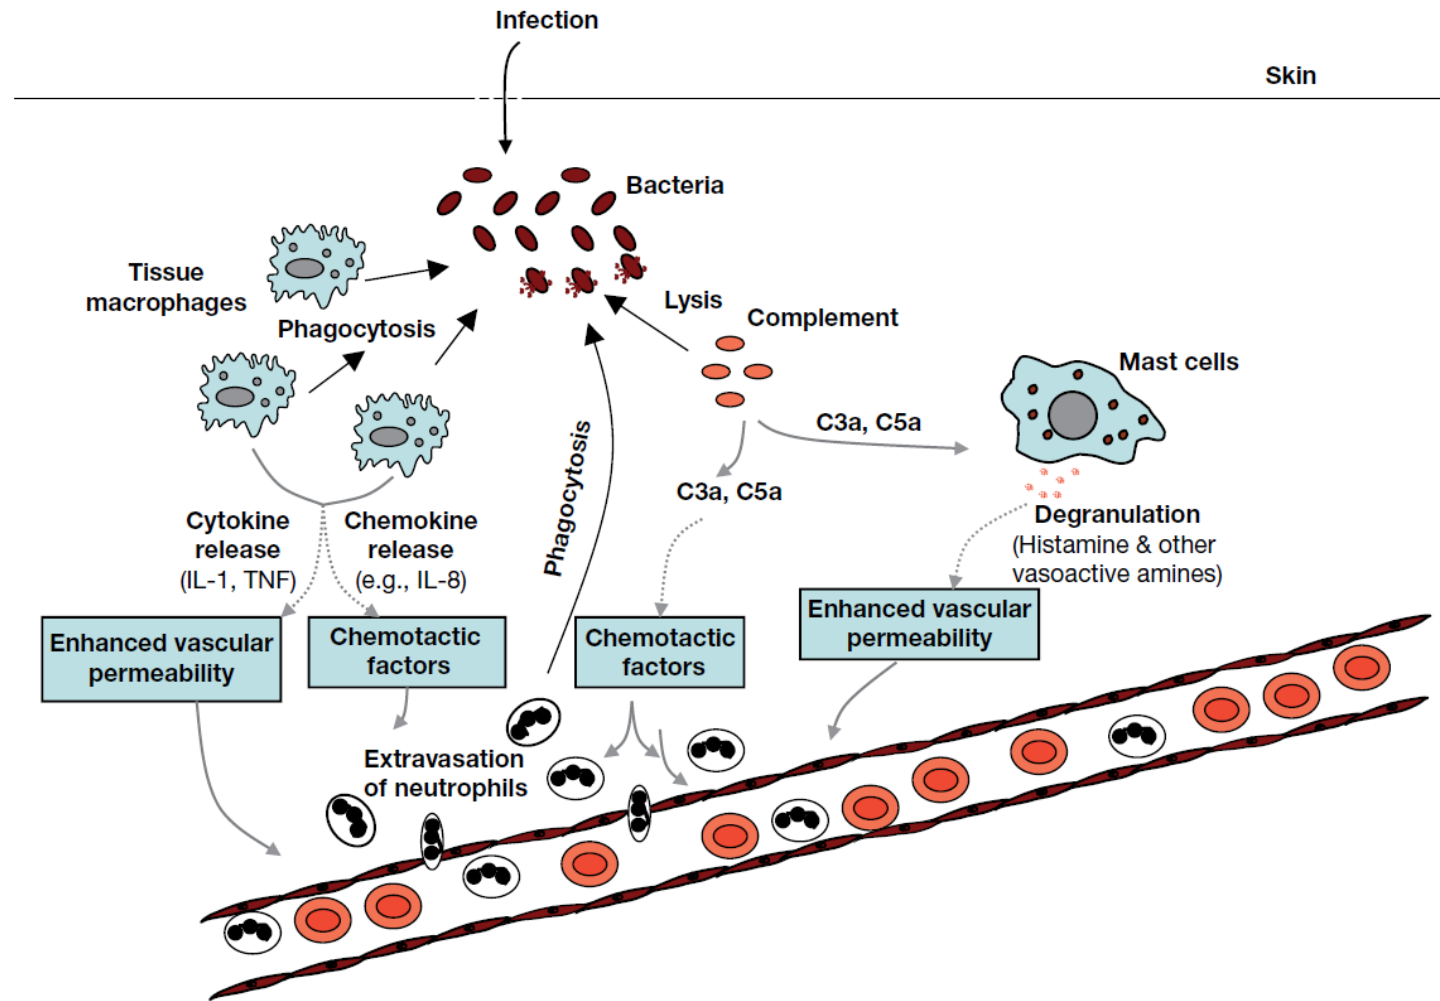 Infection
Skin
Bacteria
Tissue
macrophages
Phagocytosis
Lysis
Complement
Mast cells
C3a, C5a
C3a, C5a
Phagocytosis
Cytokine
release
(IL-1, TNF)
Chemokine
release
(e.g., IL-8)
Degranulation
(Histamine & other
vasoactive amines)
Enhanced vascular
permeability
Chemotactic
factors
Chemotactic
factors
Enhanced vascular
permeability
Extravasation
of neutrophils